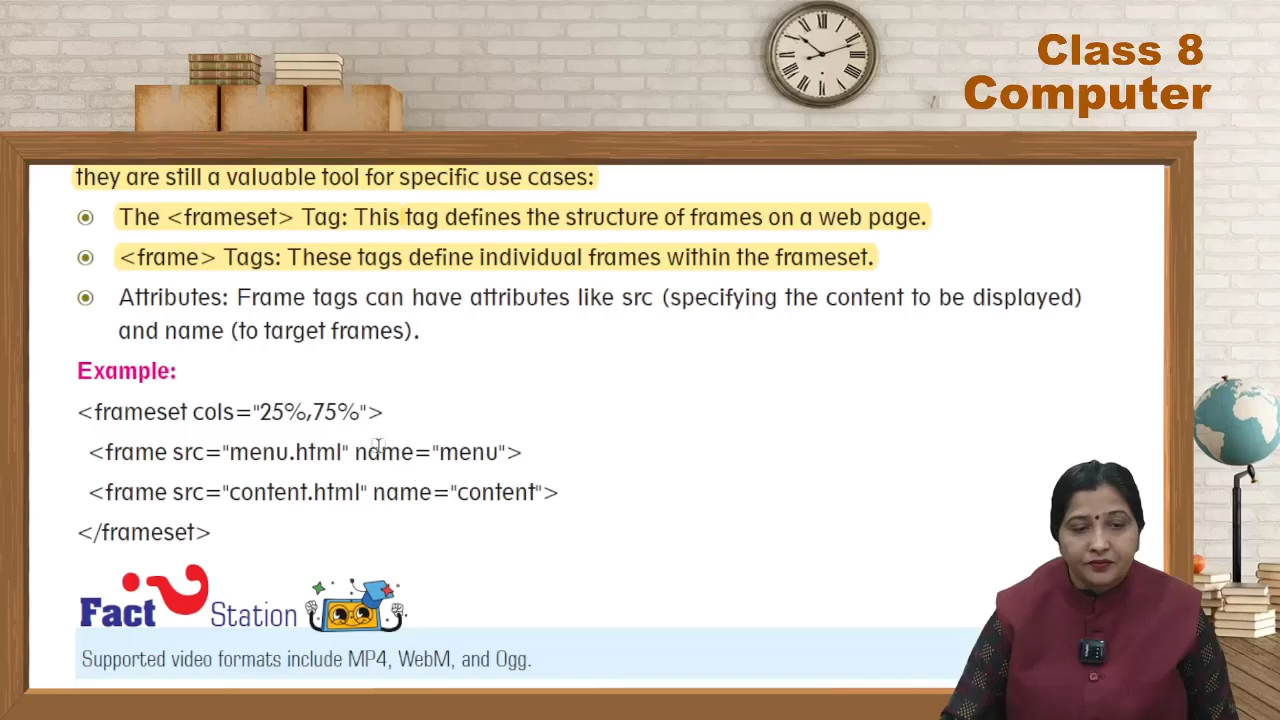 Class 8
Computer
they are still a valuable tool for specific use cases:
The <frameset> Tag: This tag defines the structure of frames on a web page.
<frame> Tags: These tags define individual frames within the frameset.
Attributes: Frame tags can have attributes like src (specifying the content to be displayed)
and name (to target frames).
Example:
<frameset cols="25%,75%">
<frame src="menu.html" name="menu">
<frame src="content.html" name="content">
</frameset>
Fact Station
Supported video formats include MP4, WebM, and Ogg.